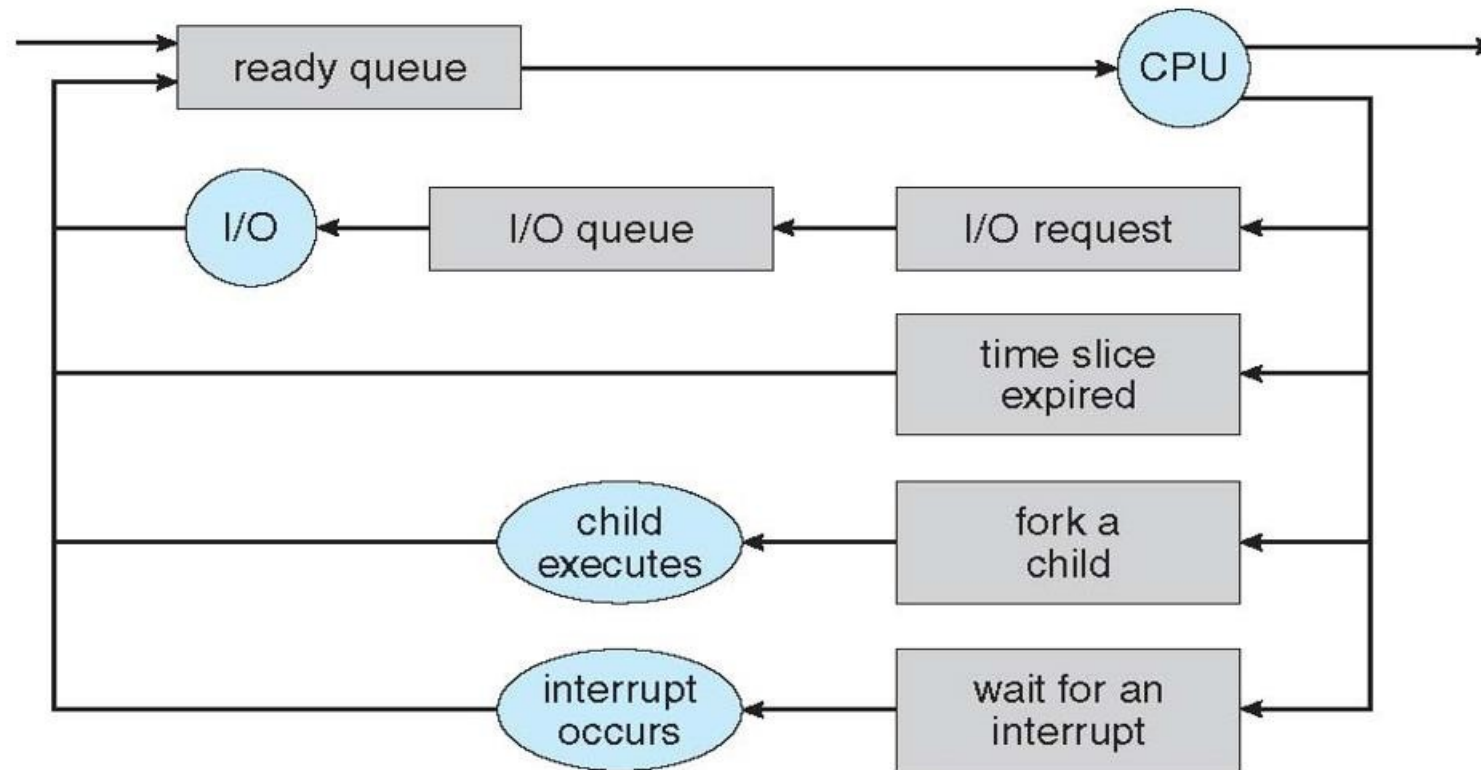 ready queue
CPU
I/O
I/O queue
I/O request
time slice
expired
child
executes
fork a
child
interrupt
occurs
wait for an
interrupt